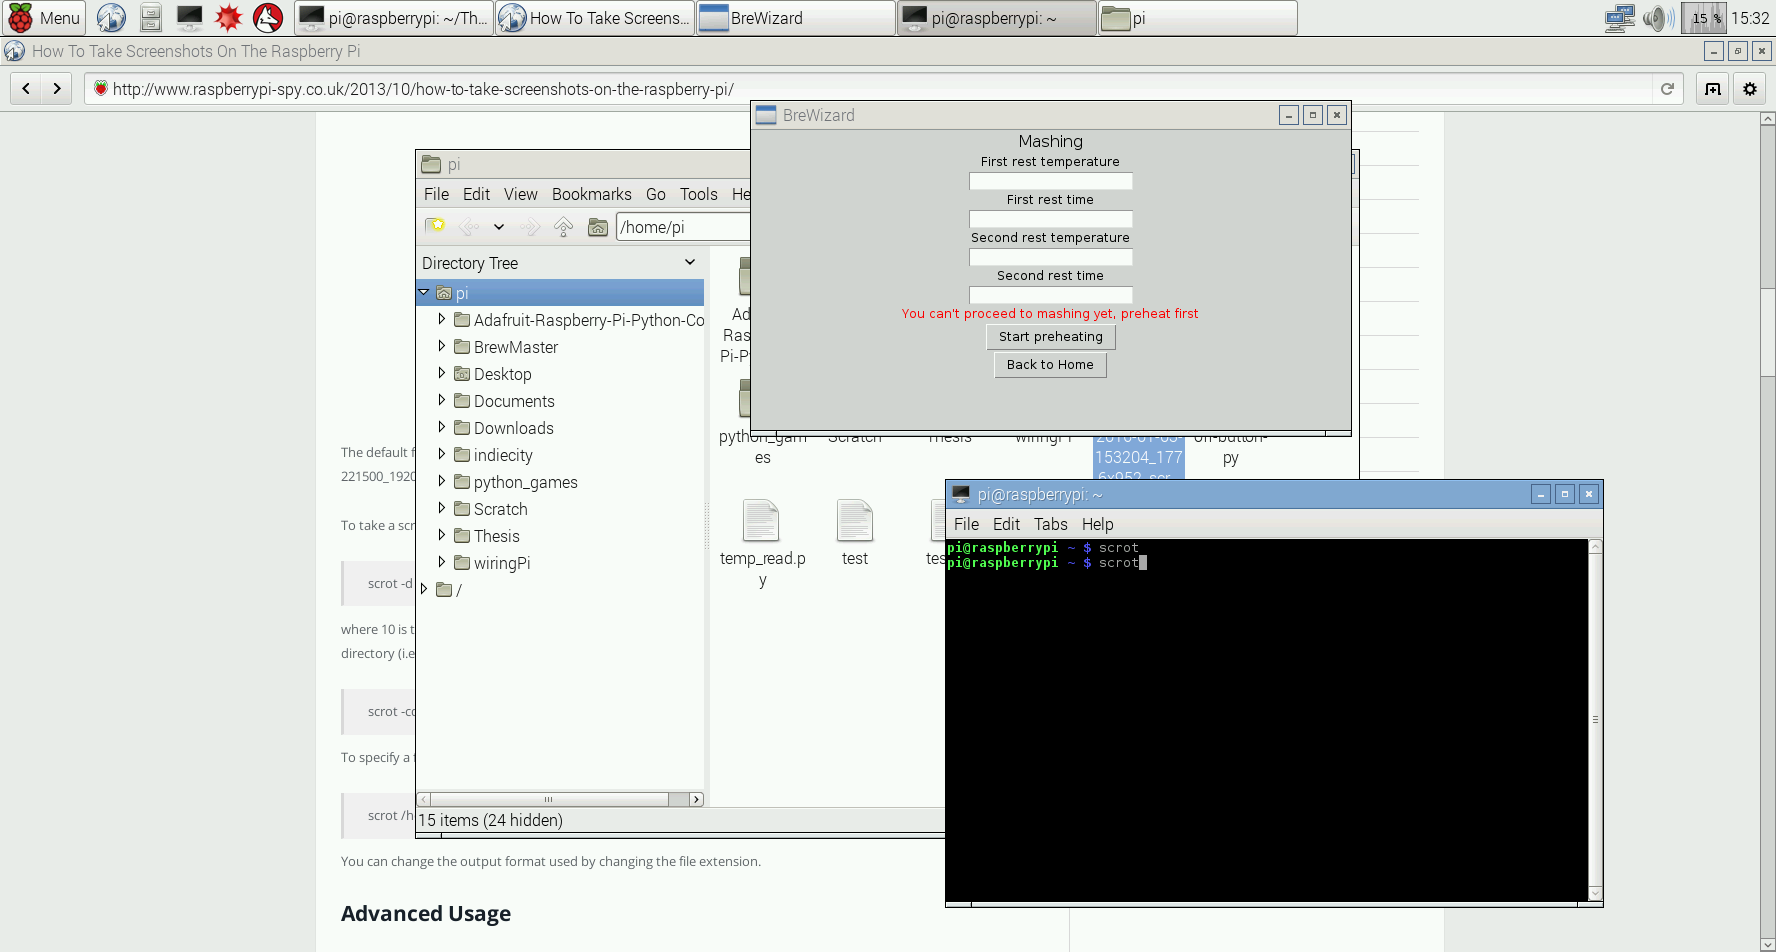 Menu
pi@raspberrypi: ~/Th...
How To Take Screens...
BreWizard
pi@raspberrypi: ~
pi
15 %
15:32
How To Take Screenshots On The Raspberry Pi
http://www.raspberrypi-spy.co.uk/2013/10/how-to-take-screenshots-on-the-raspberry-pi/
BreWizard
Mashing
First rest temperature
First rest time
Second rest temperature
Second rest time
You can't proceed to mashing yet, preheat first
Start preheating
Back to Home
pi
File Edit View Bookmarks Go Tools He
/home/pi
Directory Tree
pi
Adafruit-Raspberry-Pi-Python-Co
BrewMaster
Desktop
Documents
Downloads
indiecity
python_games
Scratch
Thesis
wiringPi
/
Ad
Ras
Pi-P
python_gam
es
Scratch
Thesis
wiringPi
153204_177
6x952_scr
off-button-
py
temp_read.p
y
test
tes
15 items (24 hidden)
pi@raspberrypi: ~
File Edit Tabs Help
pi@raspberrypi ~ $ scrot
pi@raspberrypi ~ $ scrot
The default f
221500_1920
To take a scr
scrot -d
where 10 is t
directory (i.e
scrot -cc
To specify a f
scrot /h
You can change the output format used by changing the file extension.
Advanced Usage